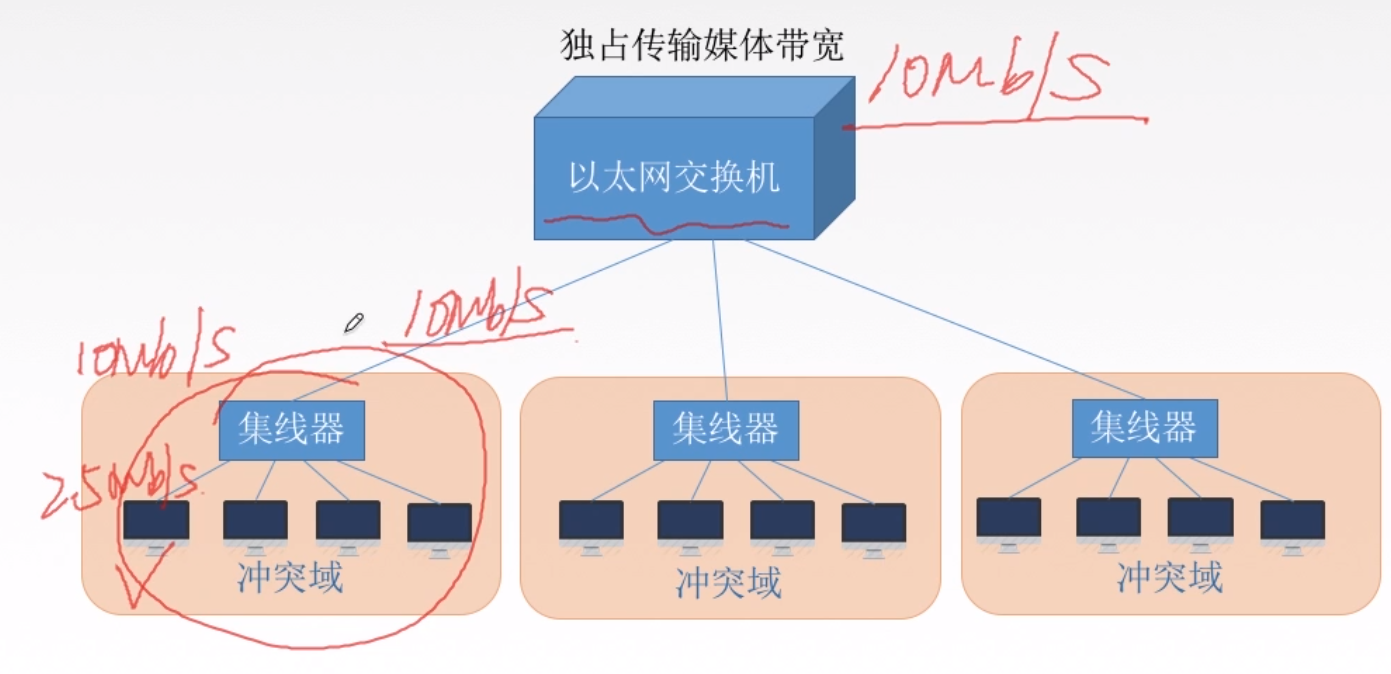 独占传输媒体带宽
10Mb/s
以太网交换机
10Mb/s
10Mb/s
集线器
集线器
集线器
2.5Mb/s
冲突域
冲突域
冲突域